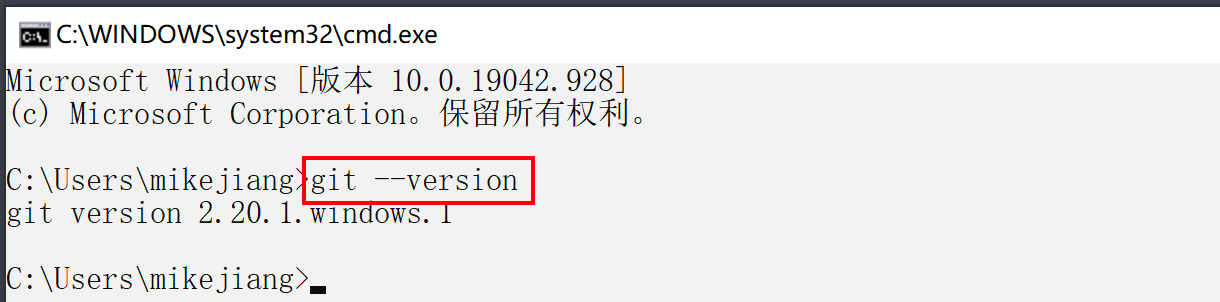 C:\WINDOWS\system32\cmd.exe
Microsoft Windows [版本 10.0.19042.928]
(c) Microsoft Corporation。保留所有权利。
C:\Users\mikejiang>git --version
git version 2.20.1.windows.1
C:\Users\mikejiang>